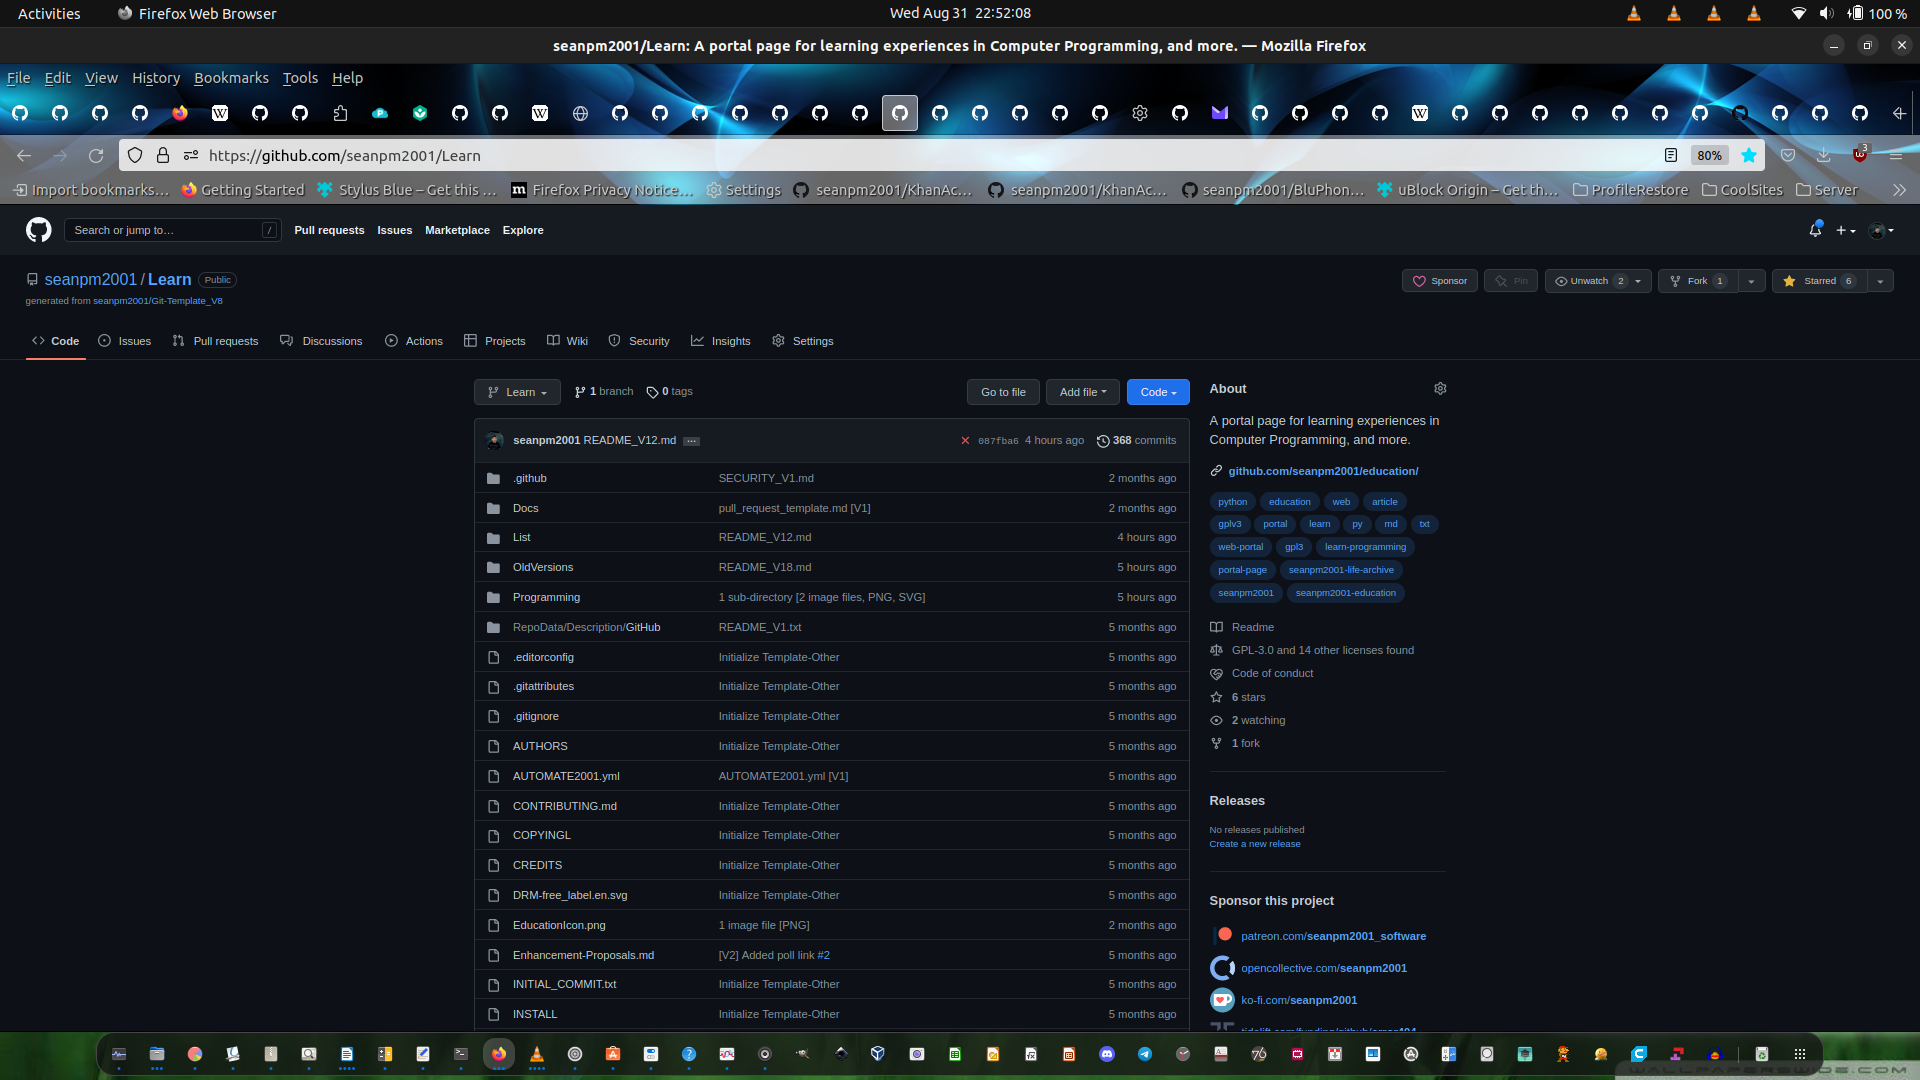 Activities Firefox Web Browser Wed Aug 31 22:52:08 100 %
seanpm2001/Learn: A portal page for learning experiences in Computer Programming, and more. — Mozilla Firefox
File Edit View History Bookmarks Tools Help
https://github.com/seanpm2001/Learn 80% 3
Import bookmarks… Getting Started Stylus Blue – Get this … Firefox Privacy Notice… Settings seanpm2001/KhanAc… seanpm2001/KhanAc… seanpm2001/BluPhon… uBlock Origin – Get th… ProfileRestore CoolSites Server
Search or jump to… / Pull requests Issues Marketplace Explore
seanpm2001 / Learn Public Sponsor Pin Unwatch 2 Fork 1 Starred 6
generated from seanpm2001/Git-Template_V8
Code Issues Pull requests Discussions Actions Projects Wiki Security Insights Settings
Learn 1 branch 0 tags Go to file Add file Code
seanpm2001 README_V12.md … 087fba6 4 hours ago 368 commits
.github SECURITY_V1.md 2 months ago
Docs pull_request_template.md [V1] 2 months ago
List README_V12.md 4 hours ago
OldVersions README_V18.md 5 hours ago
Programming 1 sub-directory [2 image files, PNG, SVG] 5 hours ago
RepoData/Description/GitHub README_V1.txt 5 months ago
.editorconfig Initialize Template-Other 5 months ago
.gitattributes Initialize Template-Other 5 months ago
.gitignore Initialize Template-Other 5 months ago
AUTHORS Initialize Template-Other 5 months ago
AUTOMATE2001.yml AUTOMATE2001.yml [V1] 5 months ago
CONTRIBUTING.md Initialize Template-Other 5 months ago
COPYINGL Initialize Template-Other 5 months ago
CREDITS Initialize Template-Other 5 months ago
DRM-free_label.en.svg Initialize Template-Other 5 months ago
EducationIcon.png 1 image file [PNG] 2 months ago
Enhancement-Proposals.md [V2] Added poll link #2 5 months ago
INITIAL_COMMIT.txt Initialize Template-Other 5 months ago
INSTALL Initialize Template-Other 5 months ago
About
A portal page for learning experiences in
Computer Programming, and more.
github.com/seanpm2001/education/
python education web article
gplv3 portal learn py md txt
web-portal gpl3 learn-programming
portal-page seanpm2001-life-archive
seanpm2001 seanpm2001-education
Readme
GPL-3.0 and 14 other licenses found
Code of conduct
6 stars
2 watching
1 fork
Releases
No releases published
Create a new release
Sponsor this project
patreon.com/seanpm2001_software
opencollective.com/seanpm2001
ko-fi.com/seanpm2001
tidelift.com/funding/github/error404
WALLPAPERSWIDE.COM